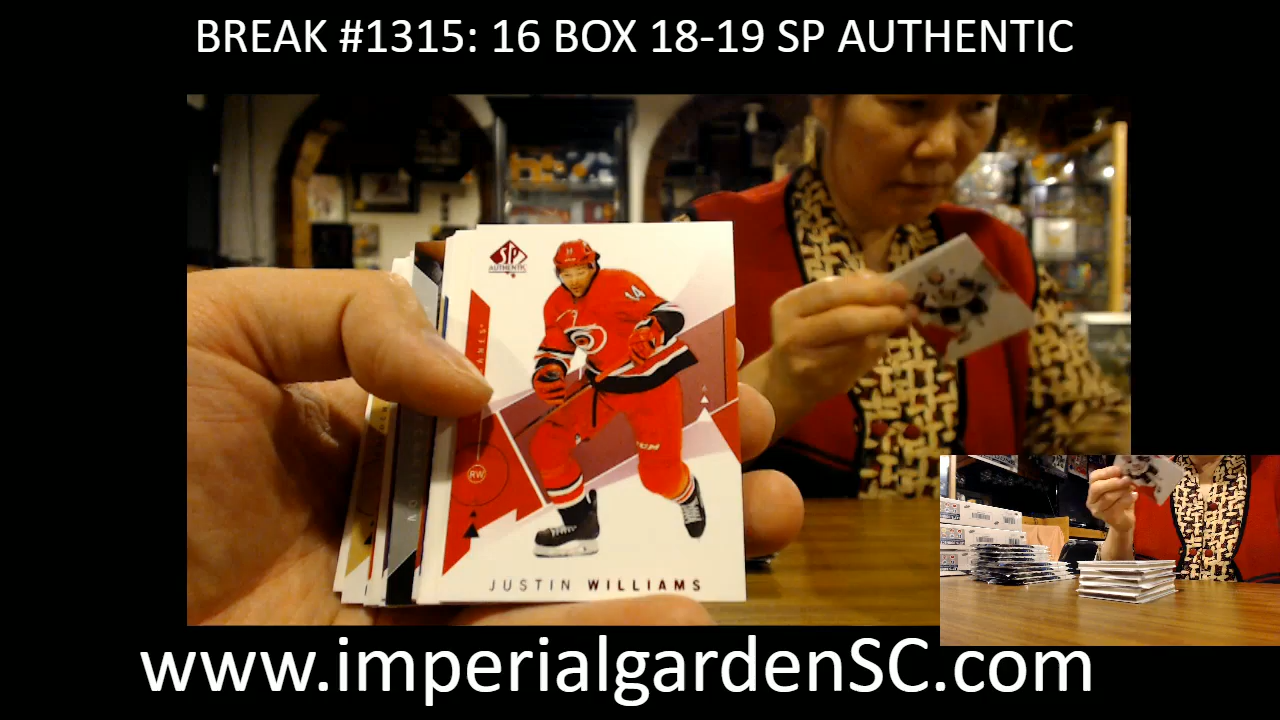 BREAK #1315: 16 BOX 18-19 SP AUTHENTIC
SP
AUTHENTIC
14
RW
JUSTIN WILLIAMS
www.imperialgardenSC.com